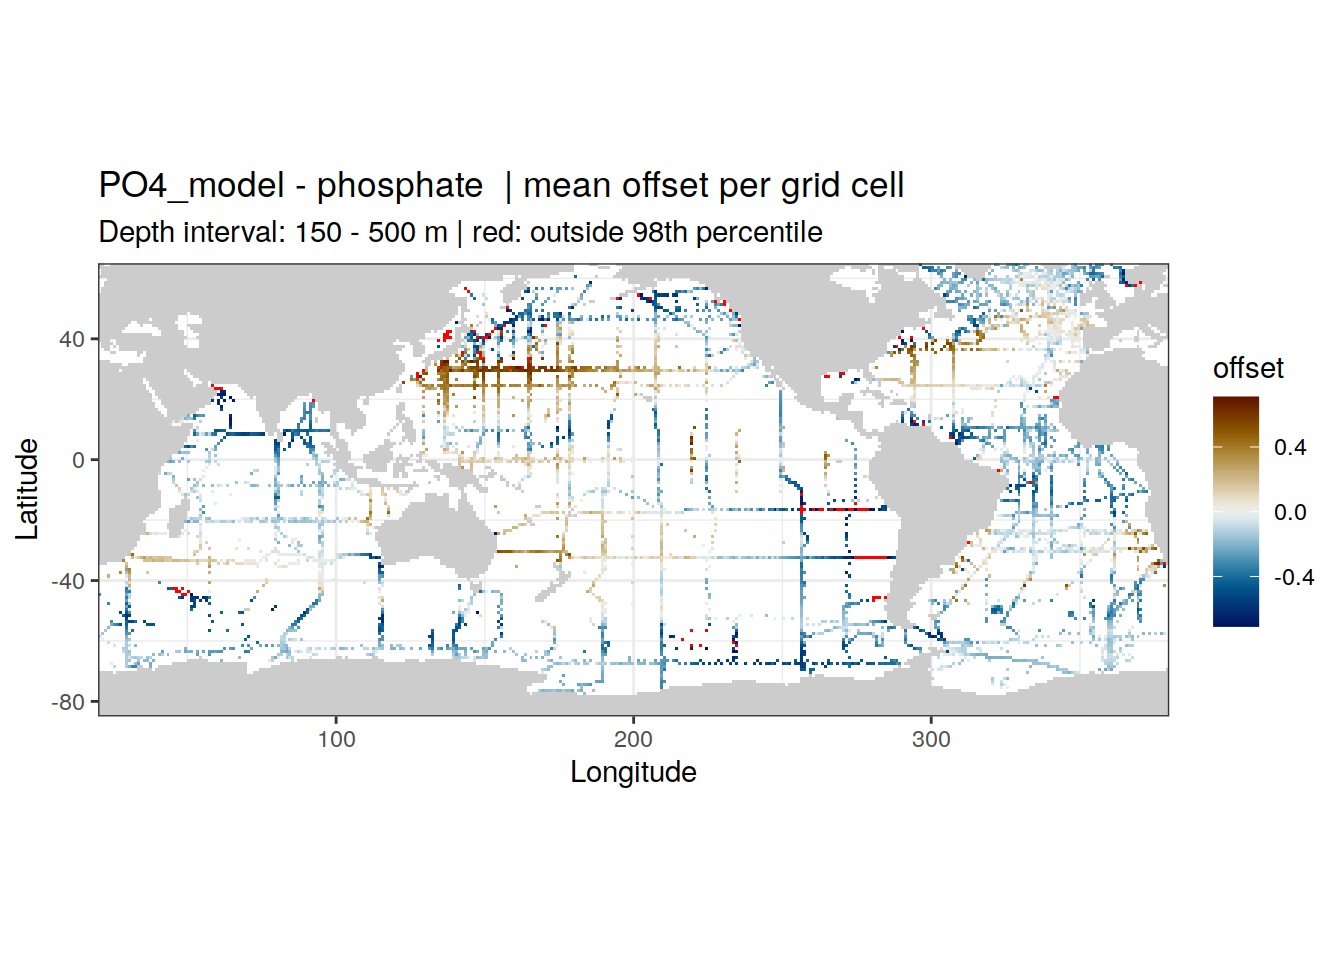 PO4_model - phosphate  | mean offset per grid cell
Depth interval: 150 - 500 m | red: outside 98th percentile
offset
40
0
-40
-80
0.4
0.0
-0.4
Latitude
100
200
300
Longitude